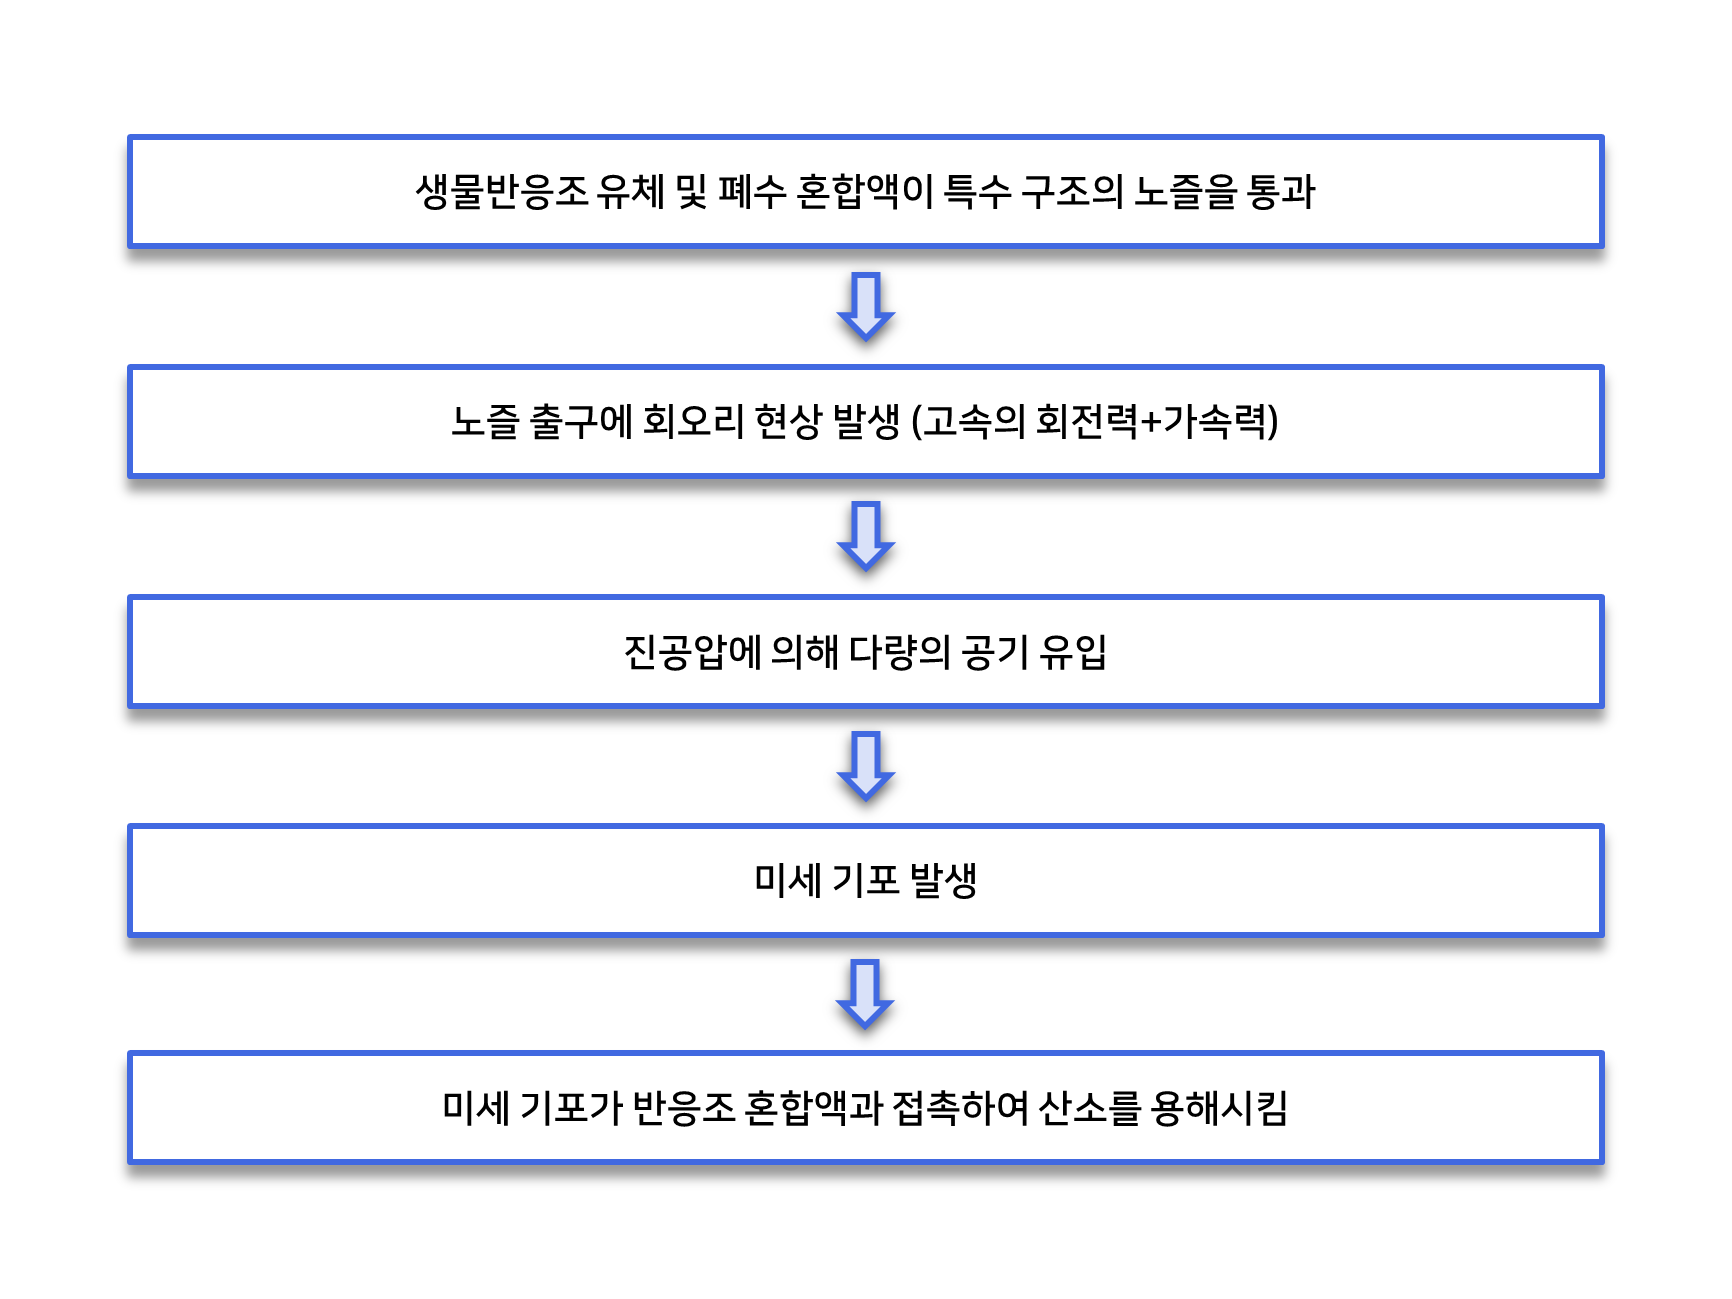 생물반응조 유체 및 폐수 혼합액이 특수 구조의 노즐을 통과
노즐 출구에 회오리 현상 발생 (고속의 회전력+가속력)
진공압에 의해 다량의 공기 유입
미세 기포 발생
미세 기포가 반응조 혼합액과 접촉하여 산소를 용해시킴